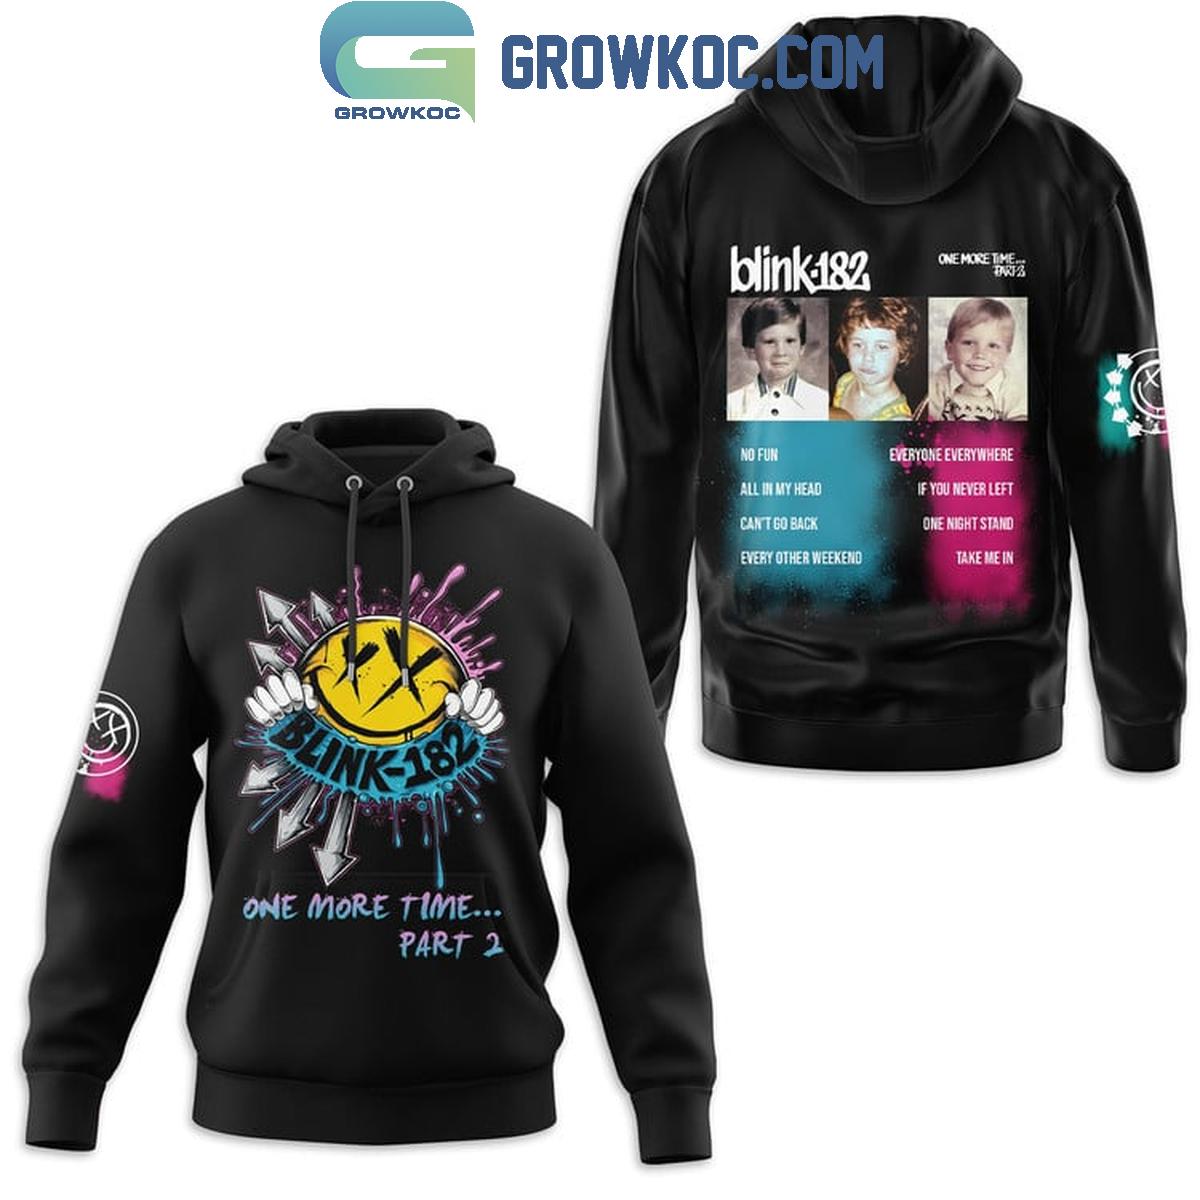 GROWKOC
GROWKOC.COM
blink-182
ONE MORE TIME...
PART 2
NO FUN
EVERYONE EVERYWHERE
ALL IN MY HEAD
IF YOU NEVER LEFT
CAN'T GO BACK
ONE NIGHT STAND
EVERY OTHER WEEKEND
TAKE ME IN
BLINK-182
ONE MORE TIME...
PART 2